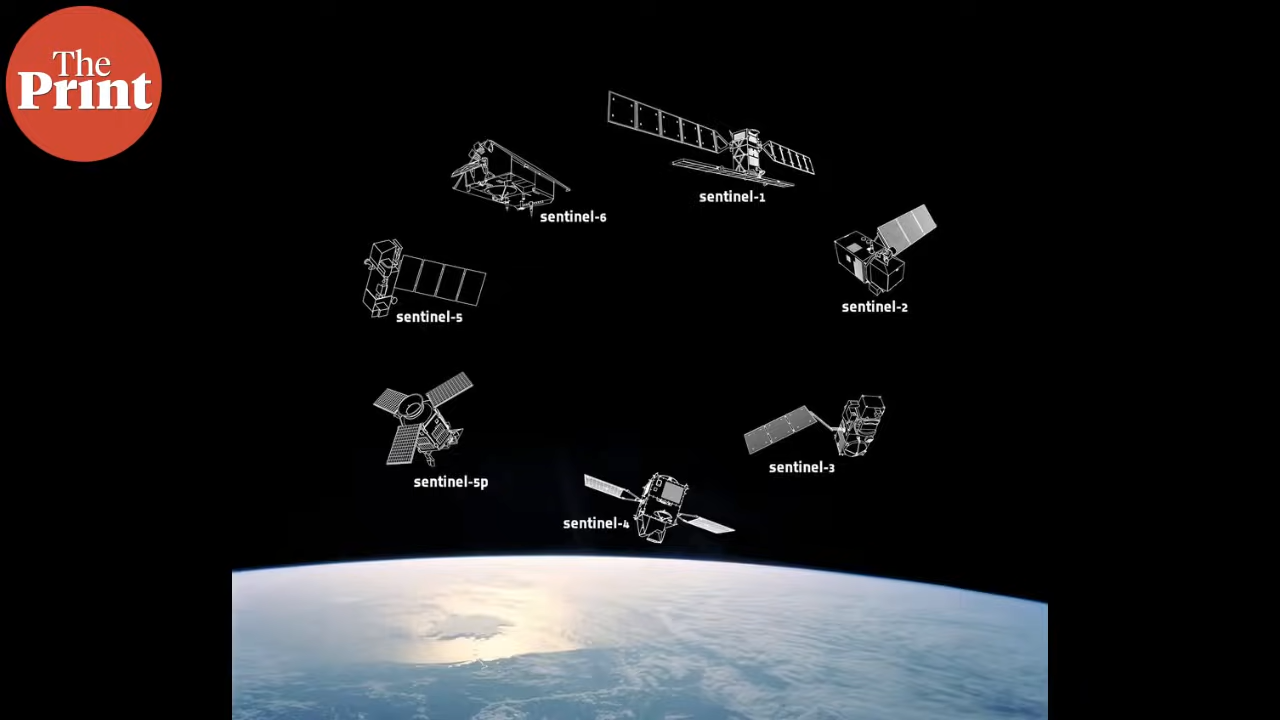 The
Print
sentinel-1
sentinel-6
sentinel-2
sentinel-5
sentinel-3
sentinel-5p
sentinel-4